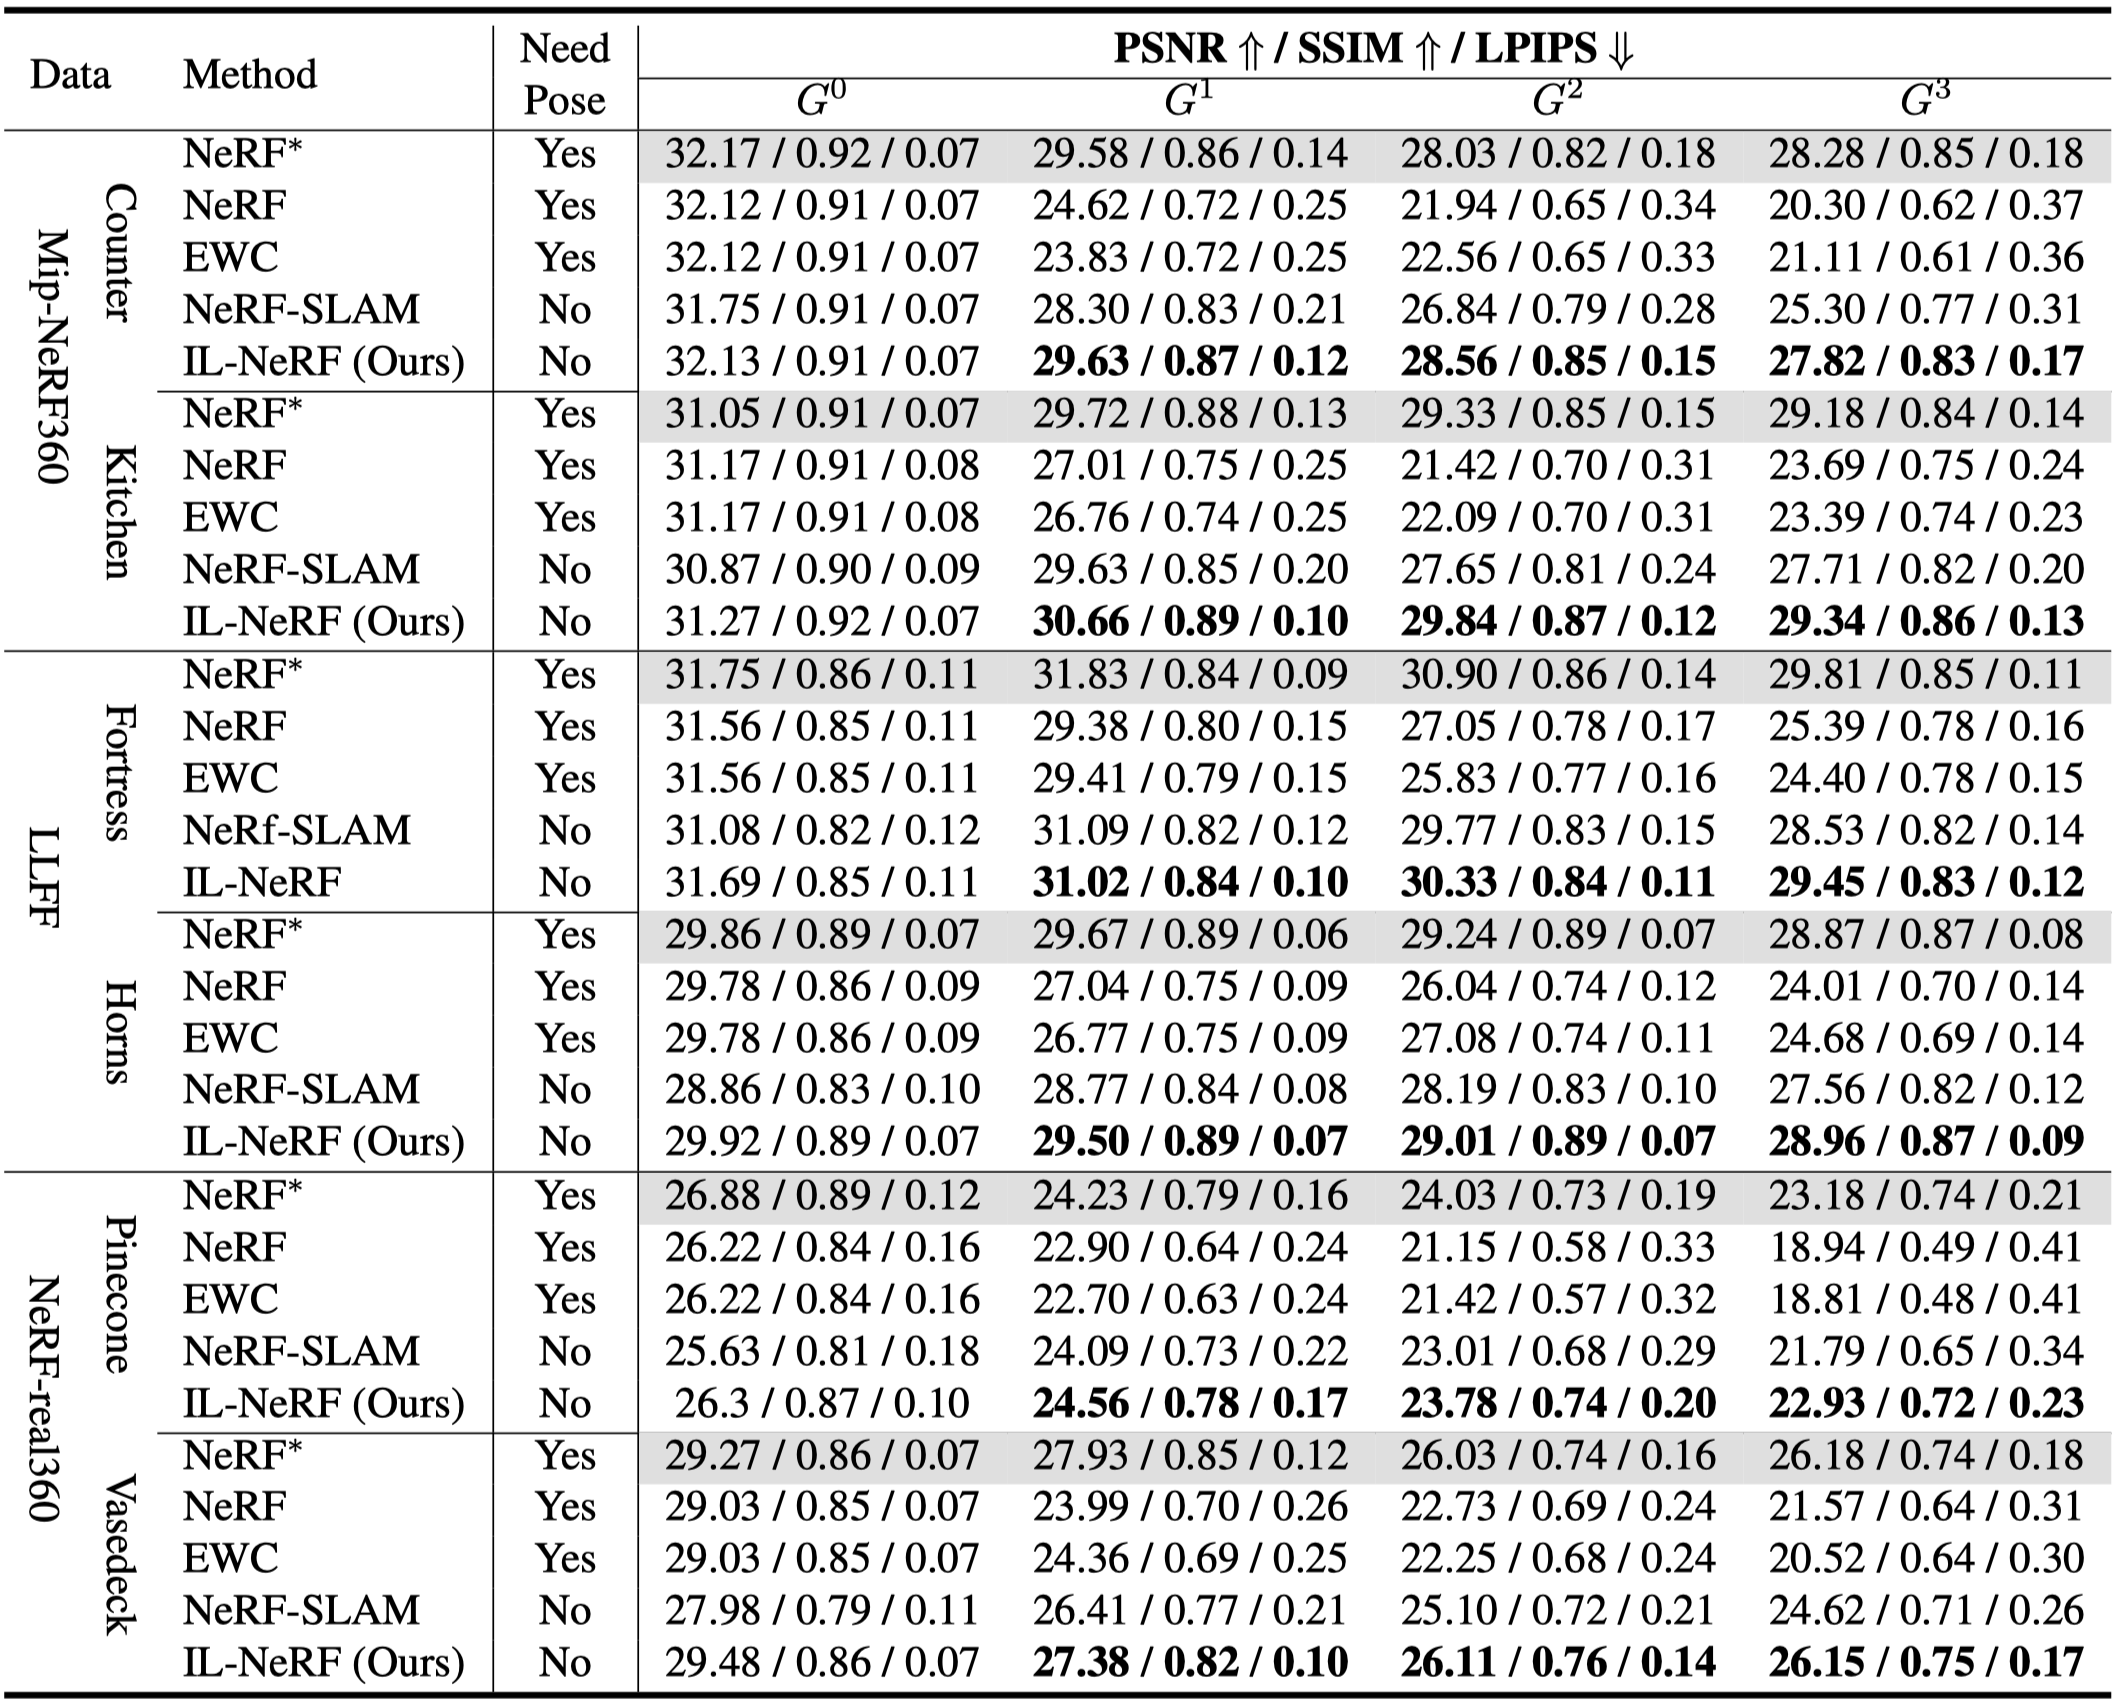 Data Method Need Pose PSNR ⇑ / SSIM ⇑ / LPIPS ⇓
G⁰ G¹ G² G³
Mip-NeRF360
Counter
NeRF* Yes 32.17 / 0.92 / 0.07 29.58 / 0.86 / 0.14 28.03 / 0.82 / 0.18 28.28 / 0.85 / 0.18
NeRF Yes 32.12 / 0.91 / 0.07 24.62 / 0.72 / 0.25 21.94 / 0.65 / 0.34 20.30 / 0.62 / 0.37
EWC Yes 32.12 / 0.91 / 0.07 23.83 / 0.72 / 0.25 22.56 / 0.65 / 0.33 21.11 / 0.61 / 0.36
NeRF-SLAM No 31.75 / 0.91 / 0.07 28.30 / 0.83 / 0.21 26.84 / 0.79 / 0.28 25.30 / 0.77 / 0.31
IL-NeRF (Ours) No 32.13 / 0.91 / 0.07 29.63 / 0.87 / 0.12 28.56 / 0.85 / 0.15 27.82 / 0.83 / 0.17
Kitchen
NeRF* Yes 31.05 / 0.91 / 0.07 29.72 / 0.88 / 0.13 29.33 / 0.85 / 0.15 29.18 / 0.84 / 0.14
NeRF Yes 31.17 / 0.91 / 0.08 27.01 / 0.75 / 0.25 21.42 / 0.70 / 0.31 23.69 / 0.75 / 0.24
EWC Yes 31.17 / 0.91 / 0.08 26.76 / 0.74 / 0.25 22.09 / 0.70 / 0.31 23.39 / 0.74 / 0.23
NeRF-SLAM No 30.87 / 0.90 / 0.09 29.63 / 0.85 / 0.20 27.65 / 0.81 / 0.24 27.71 / 0.82 / 0.20
IL-NeRF (Ours) No 31.27 / 0.92 / 0.07 30.66 / 0.89 / 0.10 29.84 / 0.87 / 0.12 29.34 / 0.86 / 0.13
LLFF
Fortress
NeRF* Yes 31.75 / 0.86 / 0.11 31.83 / 0.84 / 0.09 30.90 / 0.86 / 0.14 29.81 / 0.85 / 0.11
NeRF Yes 31.56 / 0.85 / 0.11 29.38 / 0.80 / 0.15 27.05 / 0.78 / 0.17 25.39 / 0.78 / 0.16
EWC Yes 31.56 / 0.85 / 0.11 29.41 / 0.79 / 0.15 25.83 / 0.77 / 0.16 24.40 / 0.78 / 0.15
NeRf-SLAM No 31.08 / 0.82 / 0.12 31.09 / 0.82 / 0.12 29.77 / 0.83 / 0.15 28.53 / 0.82 / 0.14
IL-NeRF No 31.69 / 0.85 / 0.11 31.02 / 0.84 / 0.10 30.33 / 0.84 / 0.11 29.45 / 0.83 / 0.12
Horns
NeRF* Yes 29.86 / 0.89 / 0.07 29.67 / 0.89 / 0.06 29.24 / 0.89 / 0.07 28.87 / 0.87 / 0.08
NeRF Yes 29.78 / 0.86 / 0.09 27.04 / 0.75 / 0.09 26.04 / 0.74 / 0.12 24.01 / 0.70 / 0.14
EWC Yes 29.78 / 0.86 / 0.09 26.77 / 0.75 / 0.09 27.08 / 0.74 / 0.11 24.68 / 0.69 / 0.14
NeRF-SLAM No 28.86 / 0.83 / 0.10 28.77 / 0.84 / 0.08 28.19 / 0.83 / 0.10 27.56 / 0.82 / 0.12
IL-NeRF (Ours) No 29.92 / 0.89 / 0.07 29.50 / 0.89 / 0.07 29.01 / 0.89 / 0.07 28.96 / 0.87 / 0.09
NeRF-real360
Pinecone
NeRF* Yes 26.88 / 0.89 / 0.12 24.23 / 0.79 / 0.16 24.03 / 0.73 / 0.19 23.18 / 0.74 / 0.21
NeRF Yes 26.22 / 0.84 / 0.16 22.90 / 0.64 / 0.24 21.15 / 0.58 / 0.33 18.94 / 0.49 / 0.41
EWC Yes 26.22 / 0.84 / 0.16 22.70 / 0.63 / 0.24 21.42 / 0.57 / 0.32 18.81 / 0.48 / 0.41
NeRF-SLAM No 25.63 / 0.81 / 0.18 24.09 / 0.73 / 0.22 23.01 / 0.68 / 0.29 21.79 / 0.65 / 0.34
IL-NeRF (Ours) No 26.3 / 0.87 / 0.10 24.56 / 0.78 / 0.17 23.78 / 0.74 / 0.20 22.93 / 0.72 / 0.23
Vasedeck
NeRF* Yes 29.27 / 0.86 / 0.07 27.93 / 0.85 / 0.12 26.03 / 0.74 / 0.16 26.18 / 0.74 / 0.18
NeRF Yes 29.03 / 0.85 / 0.07 23.99 / 0.70 / 0.26 22.73 / 0.69 / 0.24 21.57 / 0.64 / 0.31
EWC Yes 29.03 / 0.85 / 0.07 24.36 / 0.69 / 0.25 22.25 / 0.68 / 0.24 20.52 / 0.64 / 0.30
NeRF-SLAM No 27.98 / 0.79 / 0.11 26.41 / 0.77 / 0.21 25.10 / 0.72 / 0.21 24.62 / 0.71 / 0.26
IL-NeRF (Ours) No 29.48 / 0.86 / 0.07 27.38 / 0.82 / 0.10 26.11 / 0.76 / 0.14 26.15 / 0.75 / 0.17